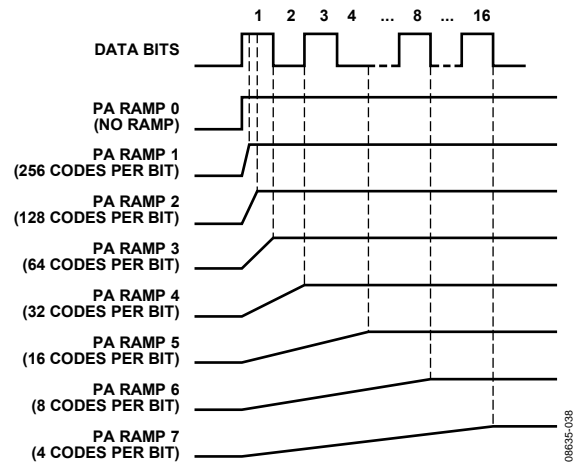 1 2 3 4 ... 8 ... 16
DATA BITS
PA RAMP 0
(NO RAMP)
PA RAMP 1
(256 CODES PER BIT)
PA RAMP 2
(128 CODES PER BIT)
PA RAMP 3
(64 CODES PER BIT)
PA RAMP 4
(32 CODES PER BIT)
PA RAMP 5
(16 CODES PER BIT)
PA RAMP 6
(8 CODES PER BIT)
PA RAMP 7
(4 CODES PER BIT)
08635-038